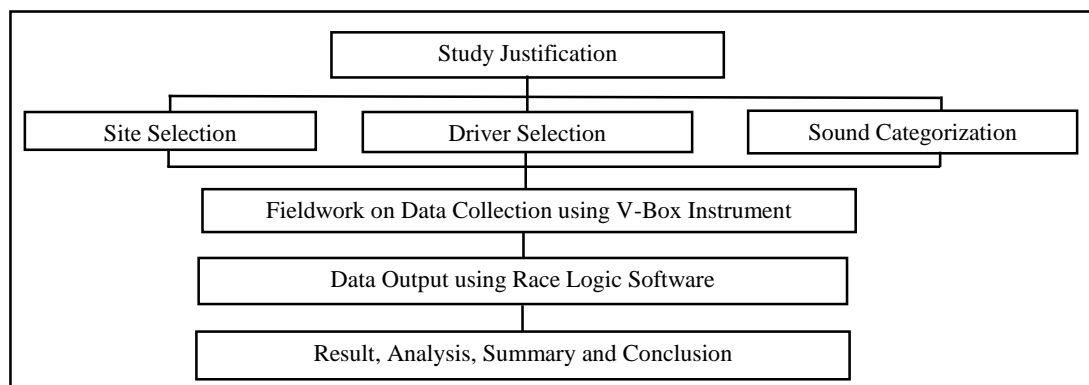 Study Justification
Site Selection
Driver Selection
Sound Categorization
Fieldwork on Data Collection using V-Box Instrument
Data Output using Race Logic Software
Result, Analysis, Summary and Conclusion